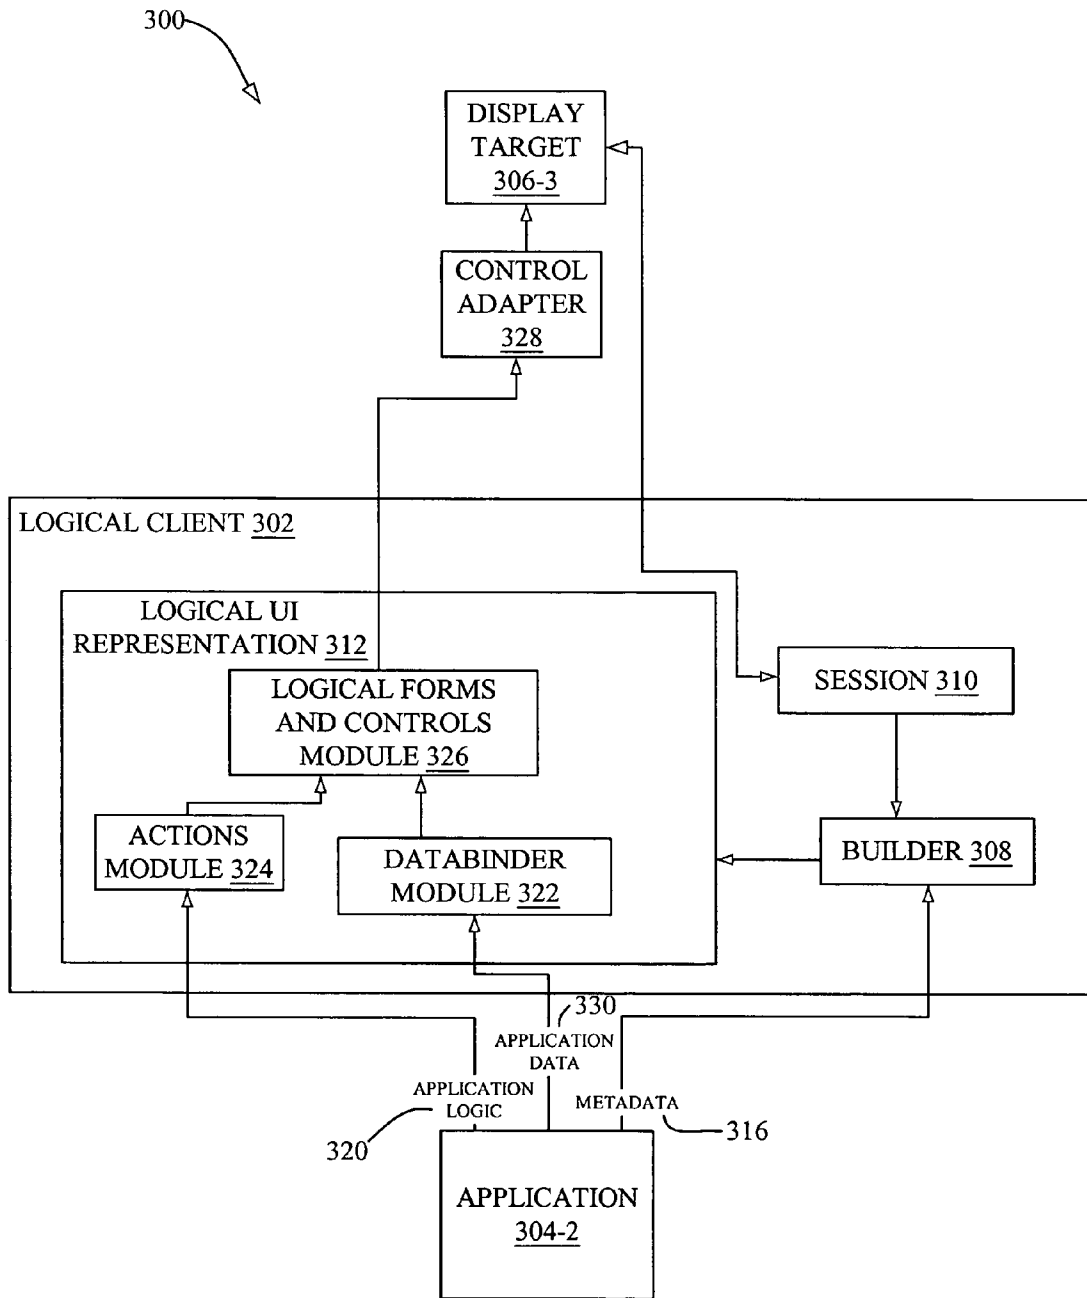 300
DISPLAY
TARGET
306-3
CONTROL
ADAPTER
328
LOGICAL CLIENT 302
LOGICAL UI
REPRESENTATION 312
LOGICAL FORMS
AND CONTROLS
MODULE 326
SESSION 310
ACTIONS
MODULE 324
DATABINDER
MODULE 322
BUILDER 308
330
APPLICATION
DATA
APPLICATION
LOGIC
METADATA
320
316
APPLICATION
304-2